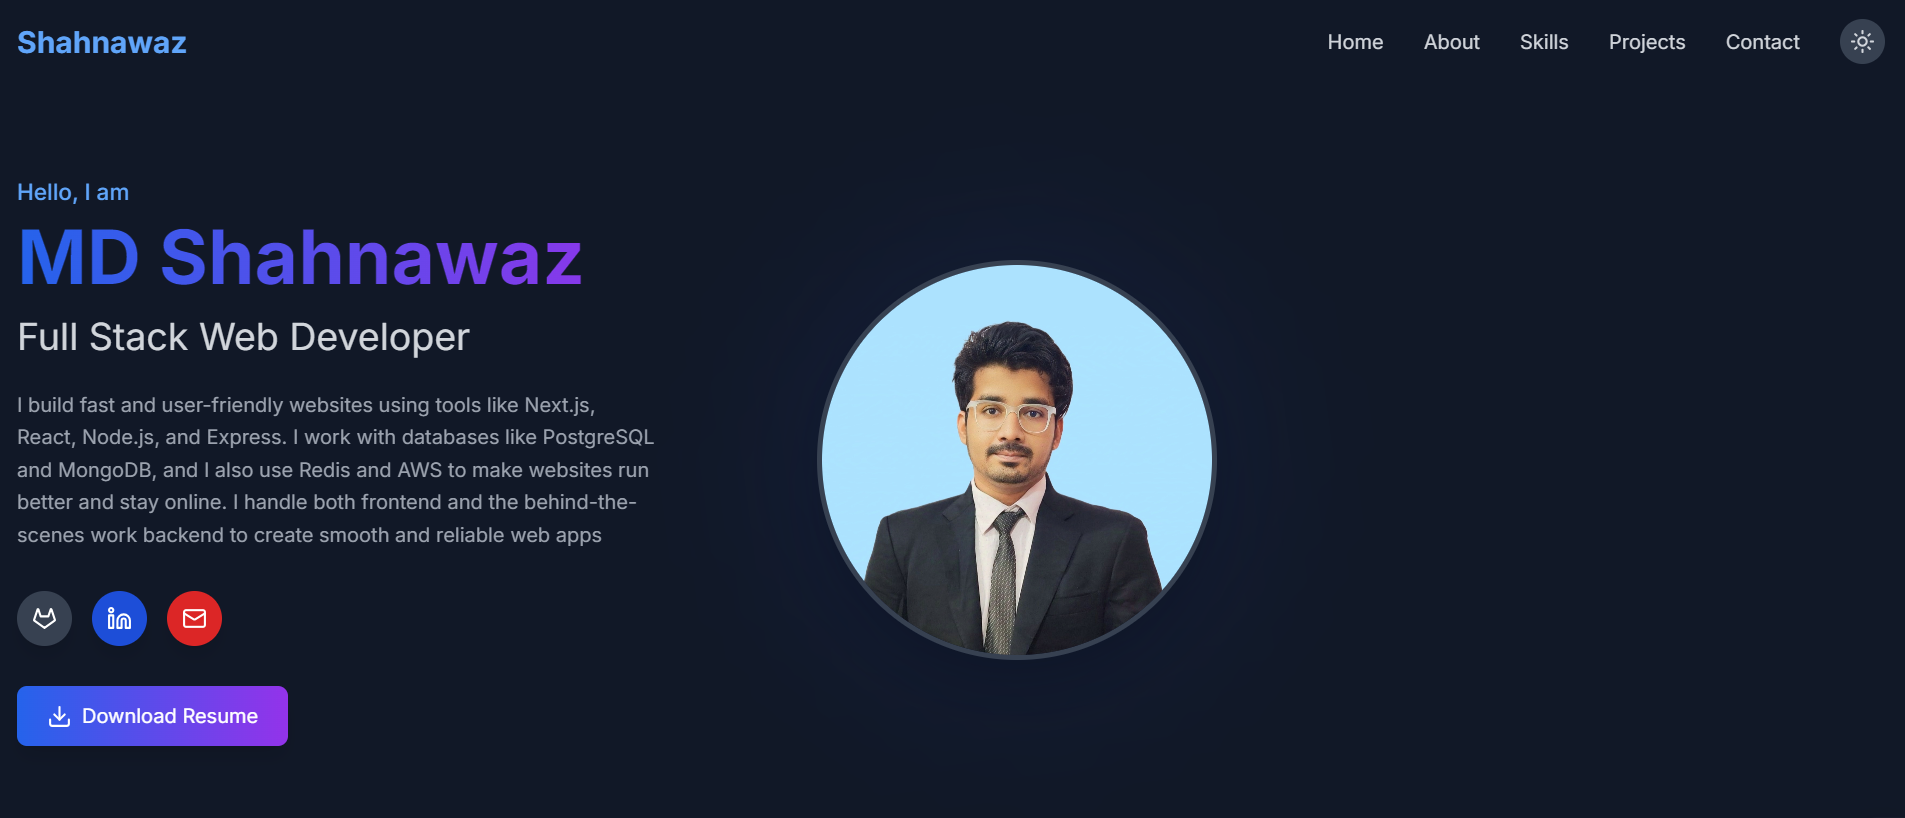 Shahnawaz
Home
About
Skills
Projects
Contact
Hello, I am
MD Shahnawaz
Full Stack Web Developer
I build fast and user-friendly websites using tools like Next.js,
React, Node.js, and Express. I work with databases like PostgreSQL
and MongoDB, and I also use Redis and AWS to make websites run
better and stay online. I handle both frontend and the behind-the-
scenes work backend to create smooth and reliable web apps
in
Download Resume